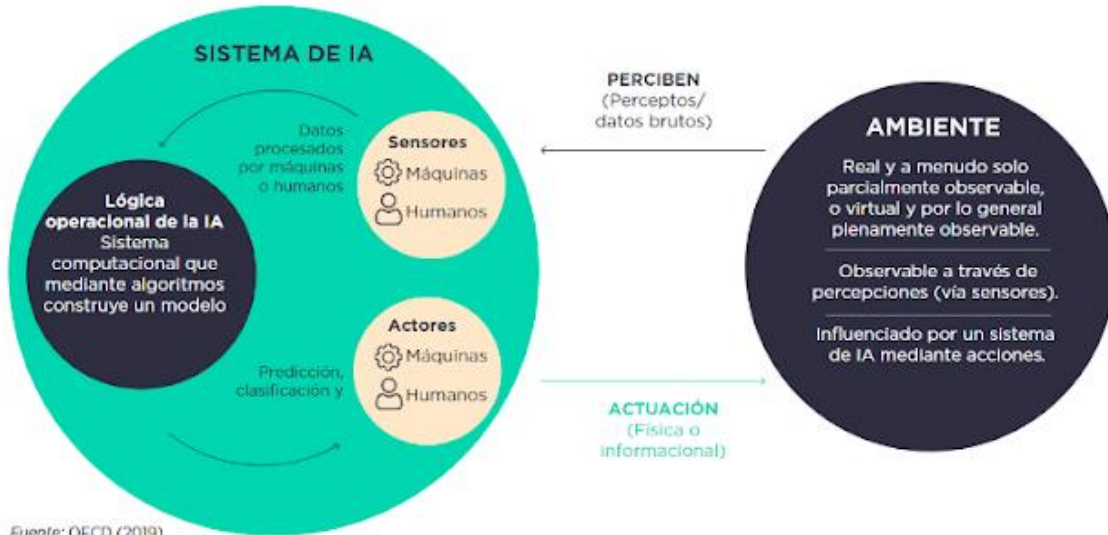 SISTEMA DE IA
Datos
procesados
por máquinas
o humanos
Sensores
Máquinas
Humanos
Lógica
operacional de la IA
Sistema
computacional que
mediante algoritmos
construye un modelo
Actores
Máquinas
Humanos
Predicción,
clasificación y
PERCIBEN
(Perceptos/
datos brutos)
ACTUACIÓN
(Física o
informacional)
AMBIENTE
Real y a menudo solo
parcialmente observable,
o virtual y por lo general
plenamente observable.
Observable a través de
percepciones (vía sensores).
Influenciado por un sistema
de IA mediante acciones.
Fuente: OECD (2019)